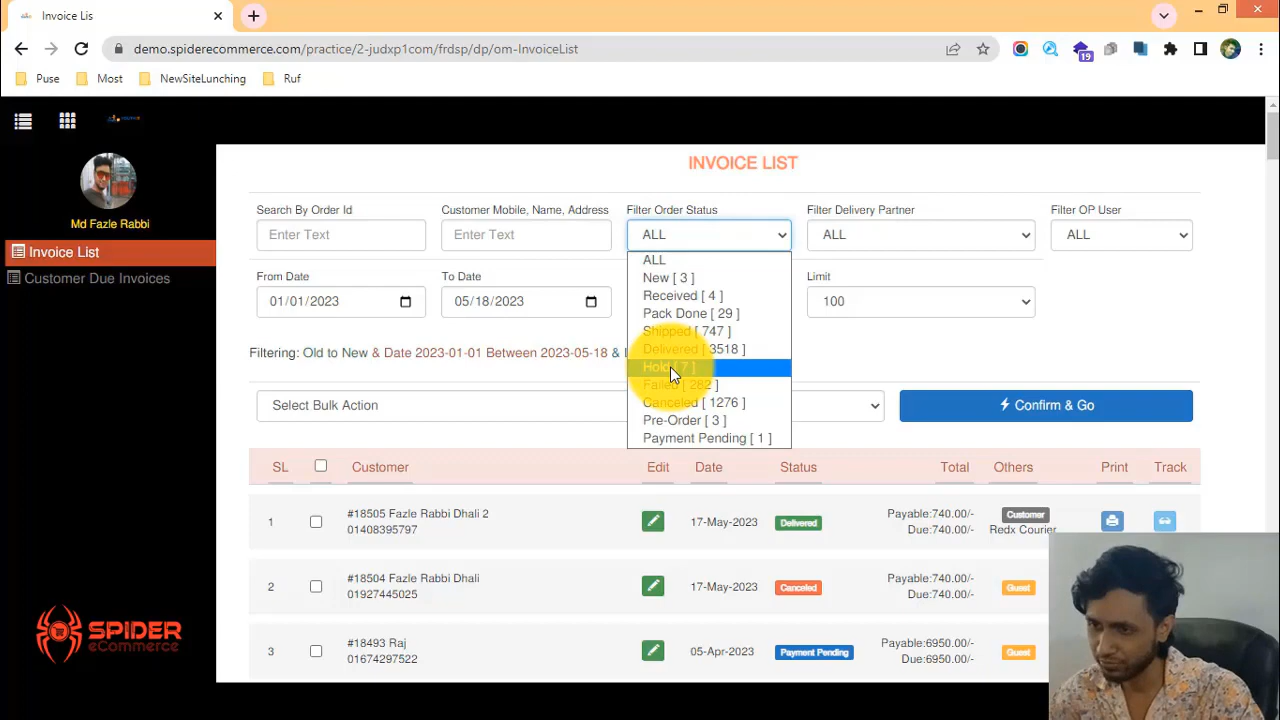 Invoice Lis
demo.spiderecommerce.com/practice/2-judxp1com/frdsp/dp/om-InvoiceList
19
Puse Most NewSiteLunching Ruf
Md Fazle Rabbi
Invoice List
Customer Due Invoices
INVOICE LIST
Search By Order Id Customer Mobile, Name, Address Filter Order Status Filter Delivery Partner Filter OP User
Enter Text Enter Text ALL ALL ALL
ALL
New [ 3 ]
Received [ 4 ]
Pack Done [ 29 ]
Shipped [ 747 ]
Delivered [ 3518 ]
Hold [ 7 ]
Failed [ 282 ]
Canceled [ 1276 ]
Pre-Order [ 3 ]
Payment Pending [ 1 ]
From Date To Date Limit
01/01/2023 05/18/2023 100
Filtering: Old to New & Date 2023-01-01 Between 2023-05-18 &
Select Bulk Action Confirm & Go
SL Customer Edit Date Status Total Others Print Track
1 #18505 Fazle Rabbi Dhali 2 17-May-2023 Delivered Payable:740.00/- Customer
01408395797 Due:740.00/- Redx Courier
2 #18504 Fazle Rabbi Dhali 17-May-2023 Canceled Payable:740.00/- Guest
01927445025 Due:740.00/-
3 #18493 Raj 05-Apr-2023 Payment Pending Payable:6950.00/- Guest
01674297522 Due:6950.00/-
SPIDER
eCommerce